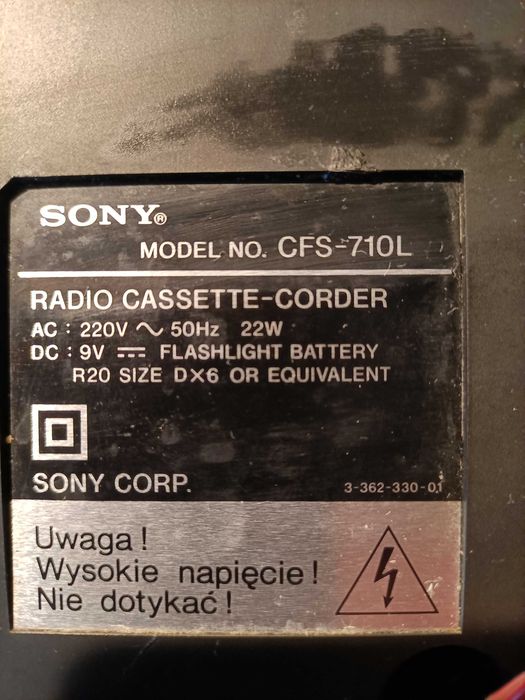 SONY®
MODEL NO. CFS-710L
RADIO CASSETTE-CORDER
AC : 220V ～ 50Hz 22W
DC : 9V ⎓ FLASHLIGHT BATTERY
R20 SIZE D×6 OR EQUIVALENT
SONY CORP.
3-362-330-01
Uwaga !
Wysokie napięcie !
Nie dotykać !